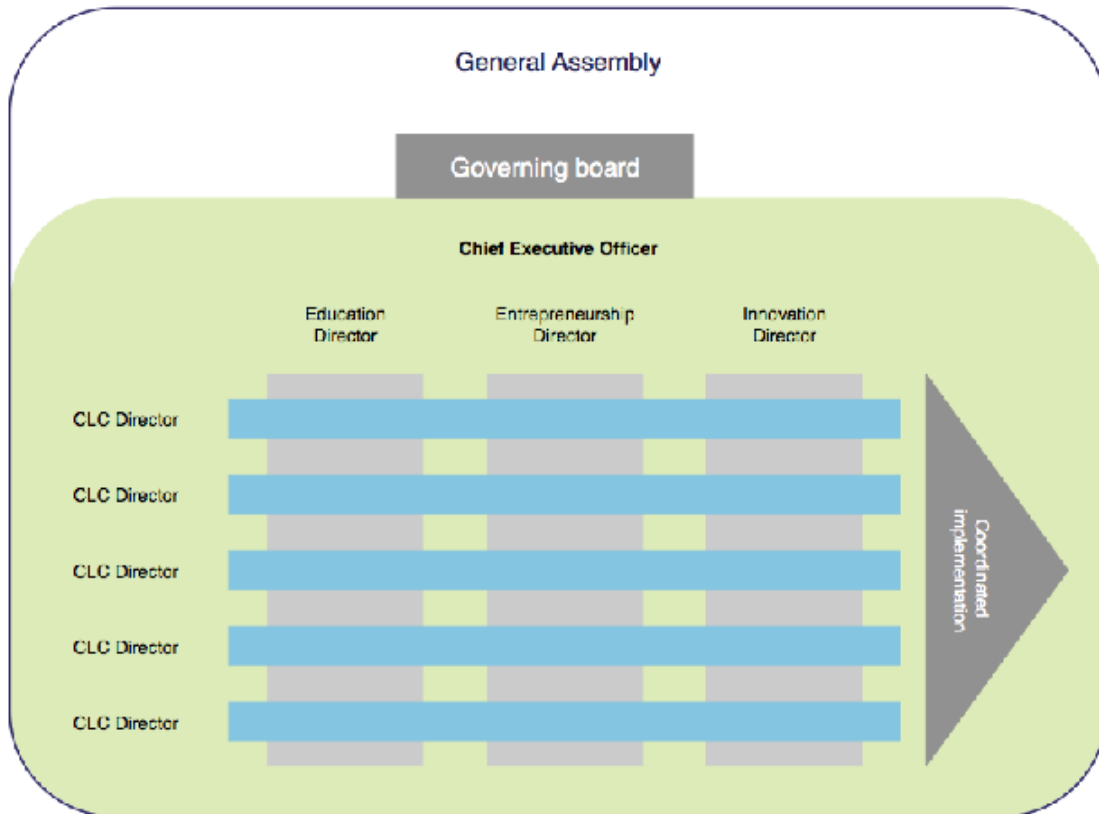 General Assembly
Governing board
Chief Executive Officer
Education
Director
Entrepreneurship
Director
Innovation
Director
CLC Director
CLC Director
CLC Director
CLC Director
CLC Director
Coordinated
implementation